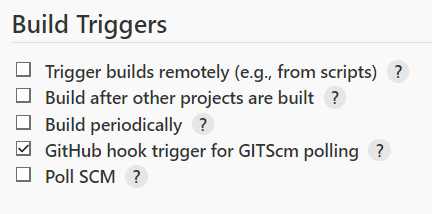 Build Triggers
Trigger builds remotely (e.g., from scripts) ?
Build after other projects are built ?
Build periodically ?
GitHub hook trigger for GITScm polling ?
Poll SCM ?